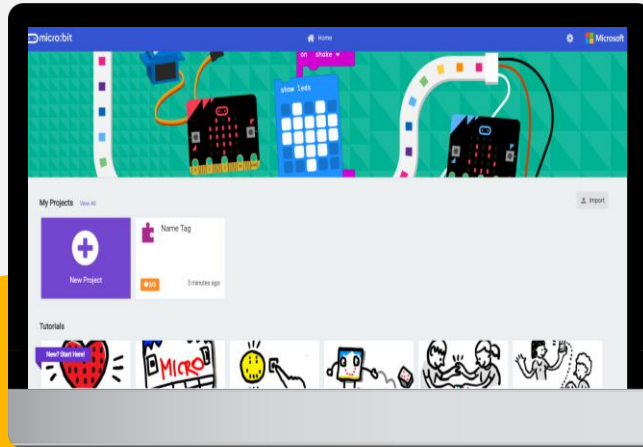 micro:bit
Home
Microsoft
on shake
show leds
My Projects View All
Import
New Project
Name Tag
3 minutes ago
Tutorials
New? Start Here!
MICRO